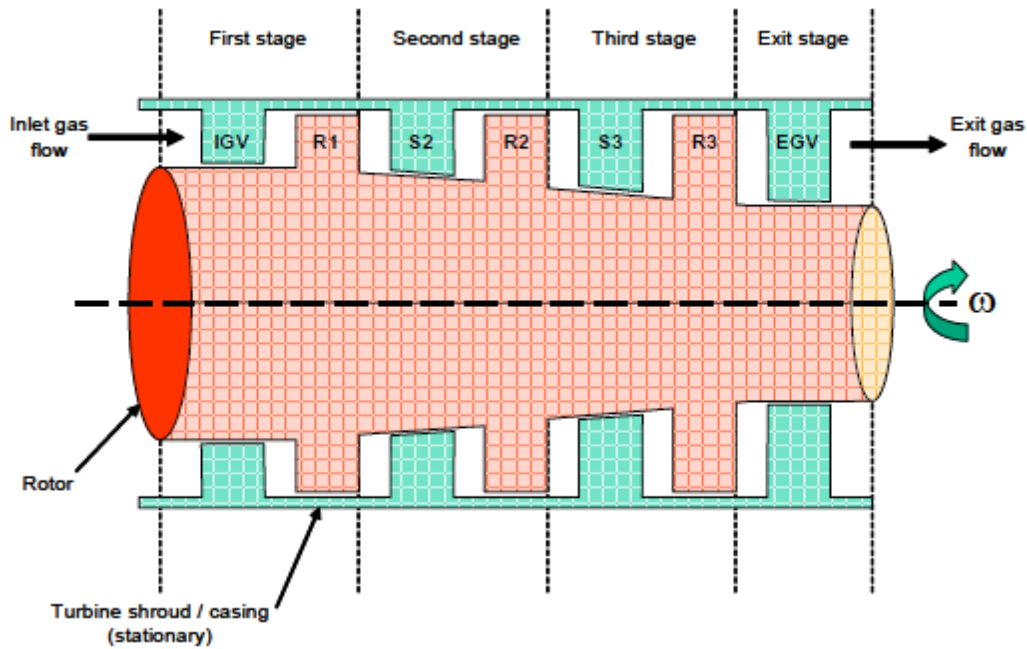 First stage
Second stage
Third stage
Exit stage
Inlet gas
flow
IGV
R1
S2
R2
S3
R3
EGV
Exit gas
flow
ω
Rotor
Turbine shroud / casing
(stationary)